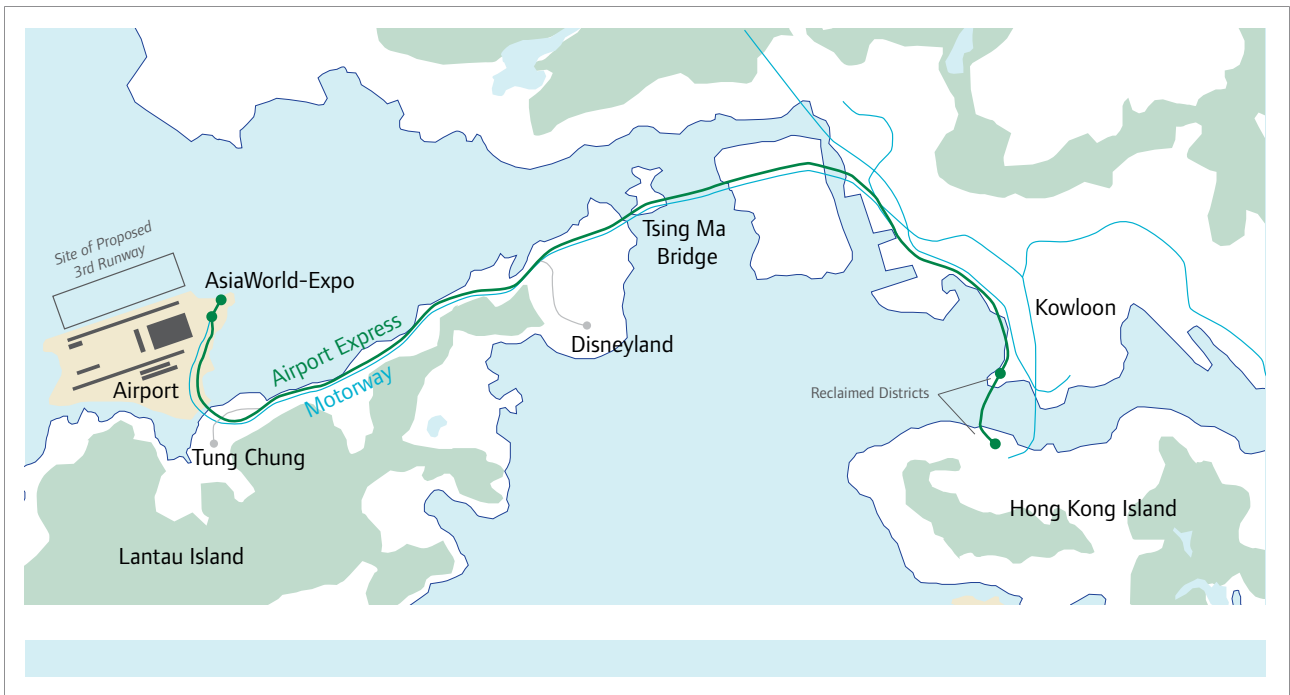 Site of Proposed
3rd Runway
AsiaWorld-Expo
Airport
Tung Chung
Lantau Island
Airport Express
Motorway
Disneyland
Tsing Ma
Bridge
Kowloon
Reclaimed Districts
Hong Kong Island